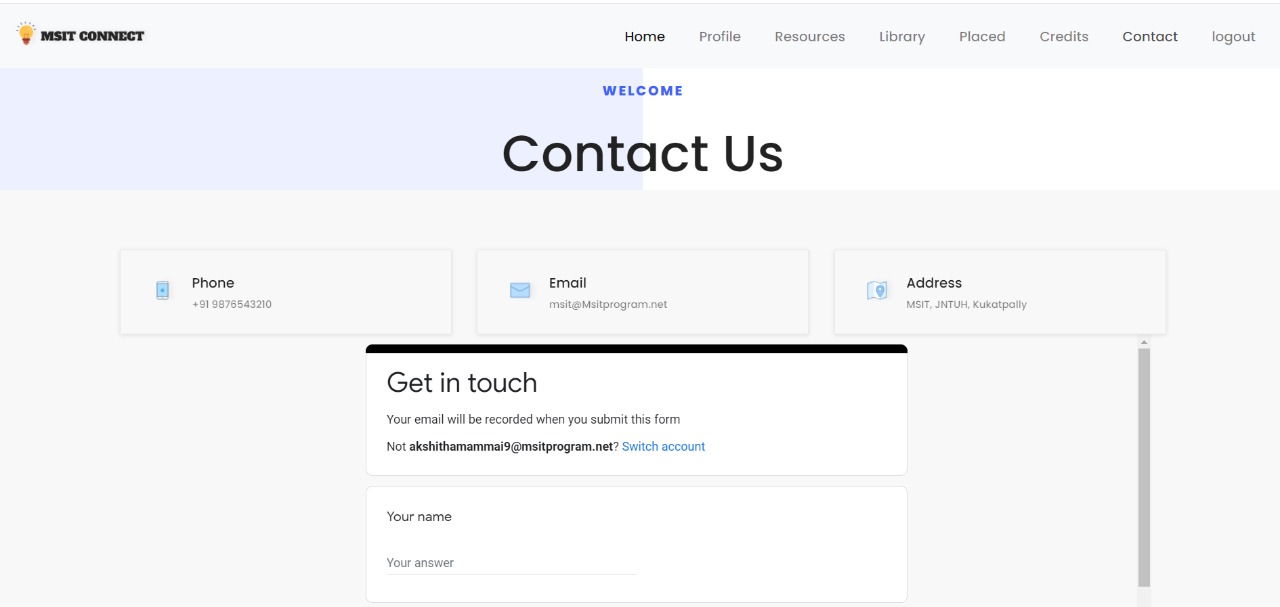 MSIT CONNECT
Home Profile Resources Library Placed Credits Contact logout
WELCOME
Contact Us
Phone
+91 9876543210
Email
msit@Msitprogram.net
Address
MSIT, JNTUH, Kukatpally
Get in touch
Your email will be recorded when you submit this form
Not akshithamammai9@msitprogram.net? Switch account
Your name
Your answer